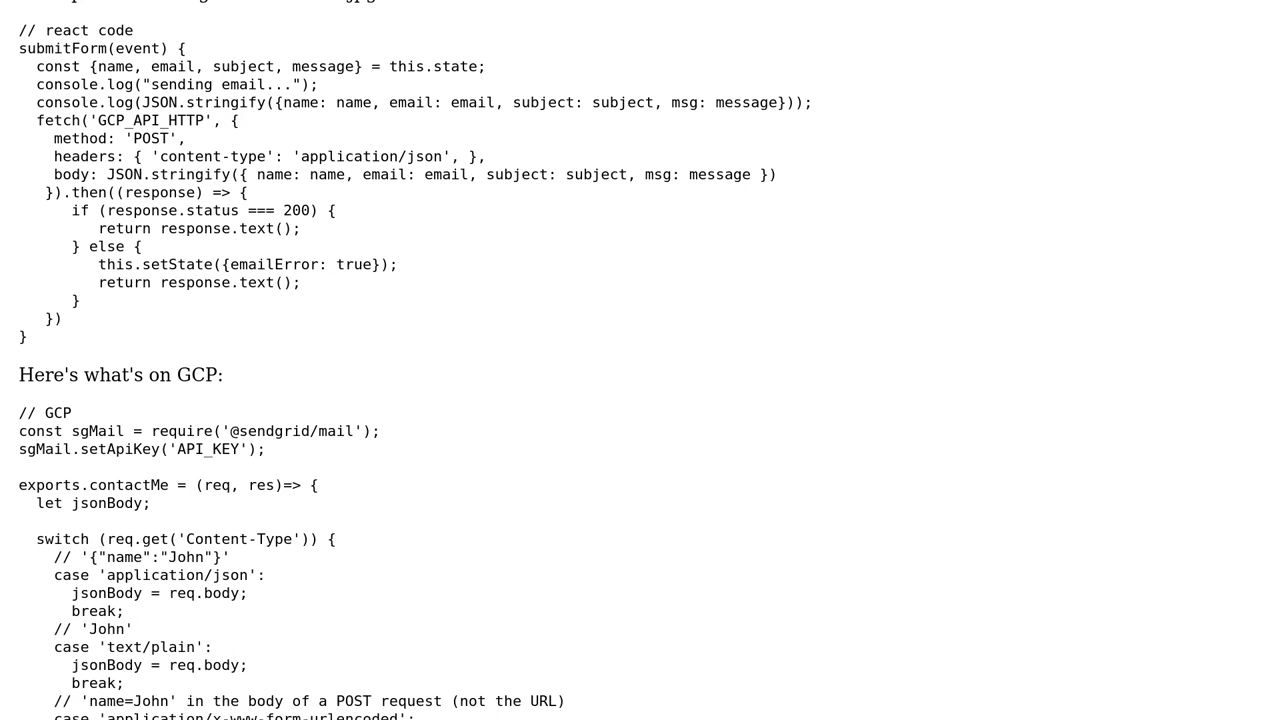 // react code
submitForm(event) {
  const {name, email, subject, message} = this.state;
  console.log("sending email...");
  console.log(JSON.stringify({name: name, email: email, subject: subject, msg: message}));
  fetch('GCP_API_HTTP', {
    method: 'POST',
    headers: { 'content-type': 'application/json', },
    body: JSON.stringify({ name: name, email: email, subject: subject, msg: message })
   }).then((response) => {
      if (response.status === 200) {
         return response.text();
      } else {
         this.setState({emailError: true});
         return response.text();
      }
   })
}
Here's what's on GCP:
// GCP
const sgMail = require('@sendgrid/mail');
sgMail.setApiKey('API_KEY');
exports.contactMe = (req, res)=> {
  let jsonBody;
  switch (req.get('Content-Type')) {
    // '{"name":"John"}'
    case 'application/json':
      jsonBody = req.body;
      break;
    // 'John'
    case 'text/plain':
      jsonBody = req.body;
      break;
    // 'name=John' in the body of a POST request (not the URL)
    case 'application/x-www-form-urlencoded':